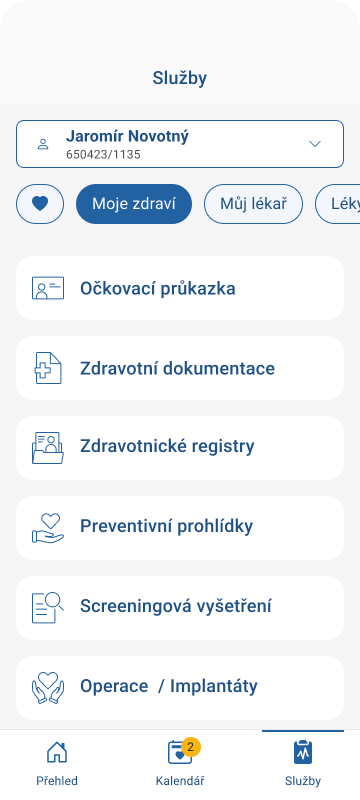 Služby
Jaromír Novotný
650423/1135
Moje zdraví
Můj lékař
Léky
Očkovací průkazka
Zdravotní dokumentace
Zdravotnické registry
Preventivní prohlídky
Screeningová vyšetření
Operace / Implantáty
2
Přehled
Kalendář
Služby